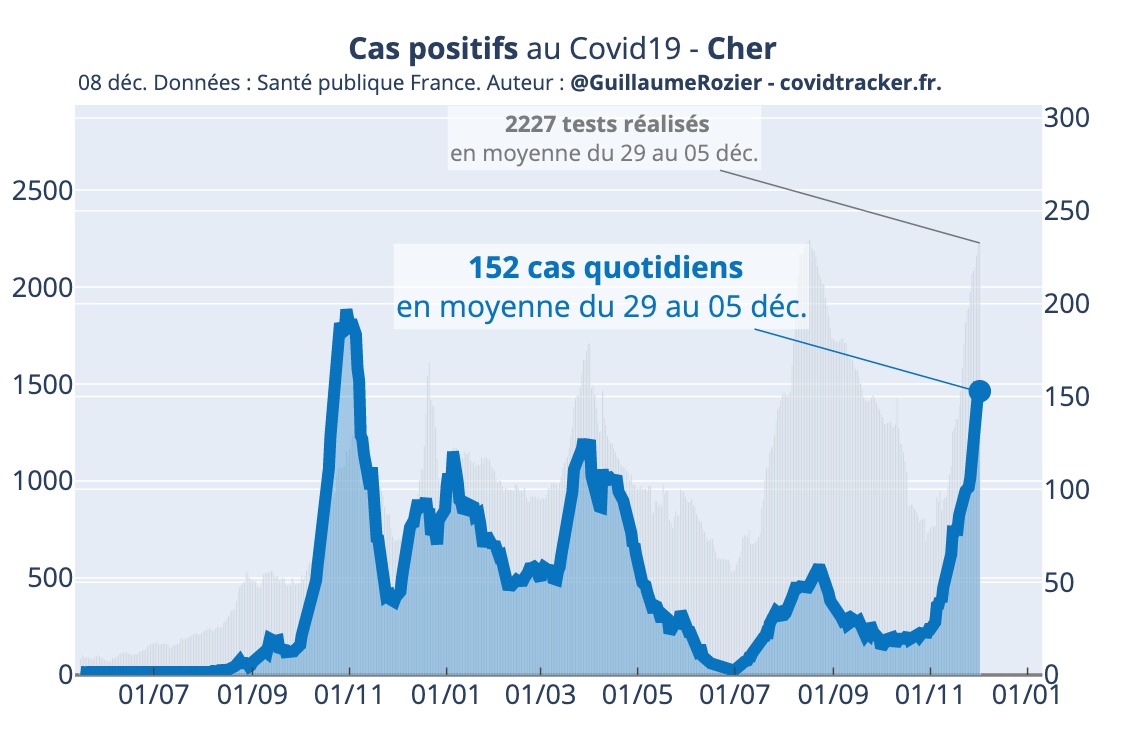 Cas positifs au Covid19 - Cher
08 déc. Données : Santé publique France. Auteur : @GuillaumeRozier - covidtracker.fr.
2227 tests réalisés
en moyenne du 29 au 05 déc.
152 cas quotidiens
en moyenne du 29 au 05 déc.
2500
2000
1500
1000
500
0
300
250
200
150
100
50
0
01/07 01/09 01/11 01/01 01/03 01/05 01/07 01/09 01/11 01/01